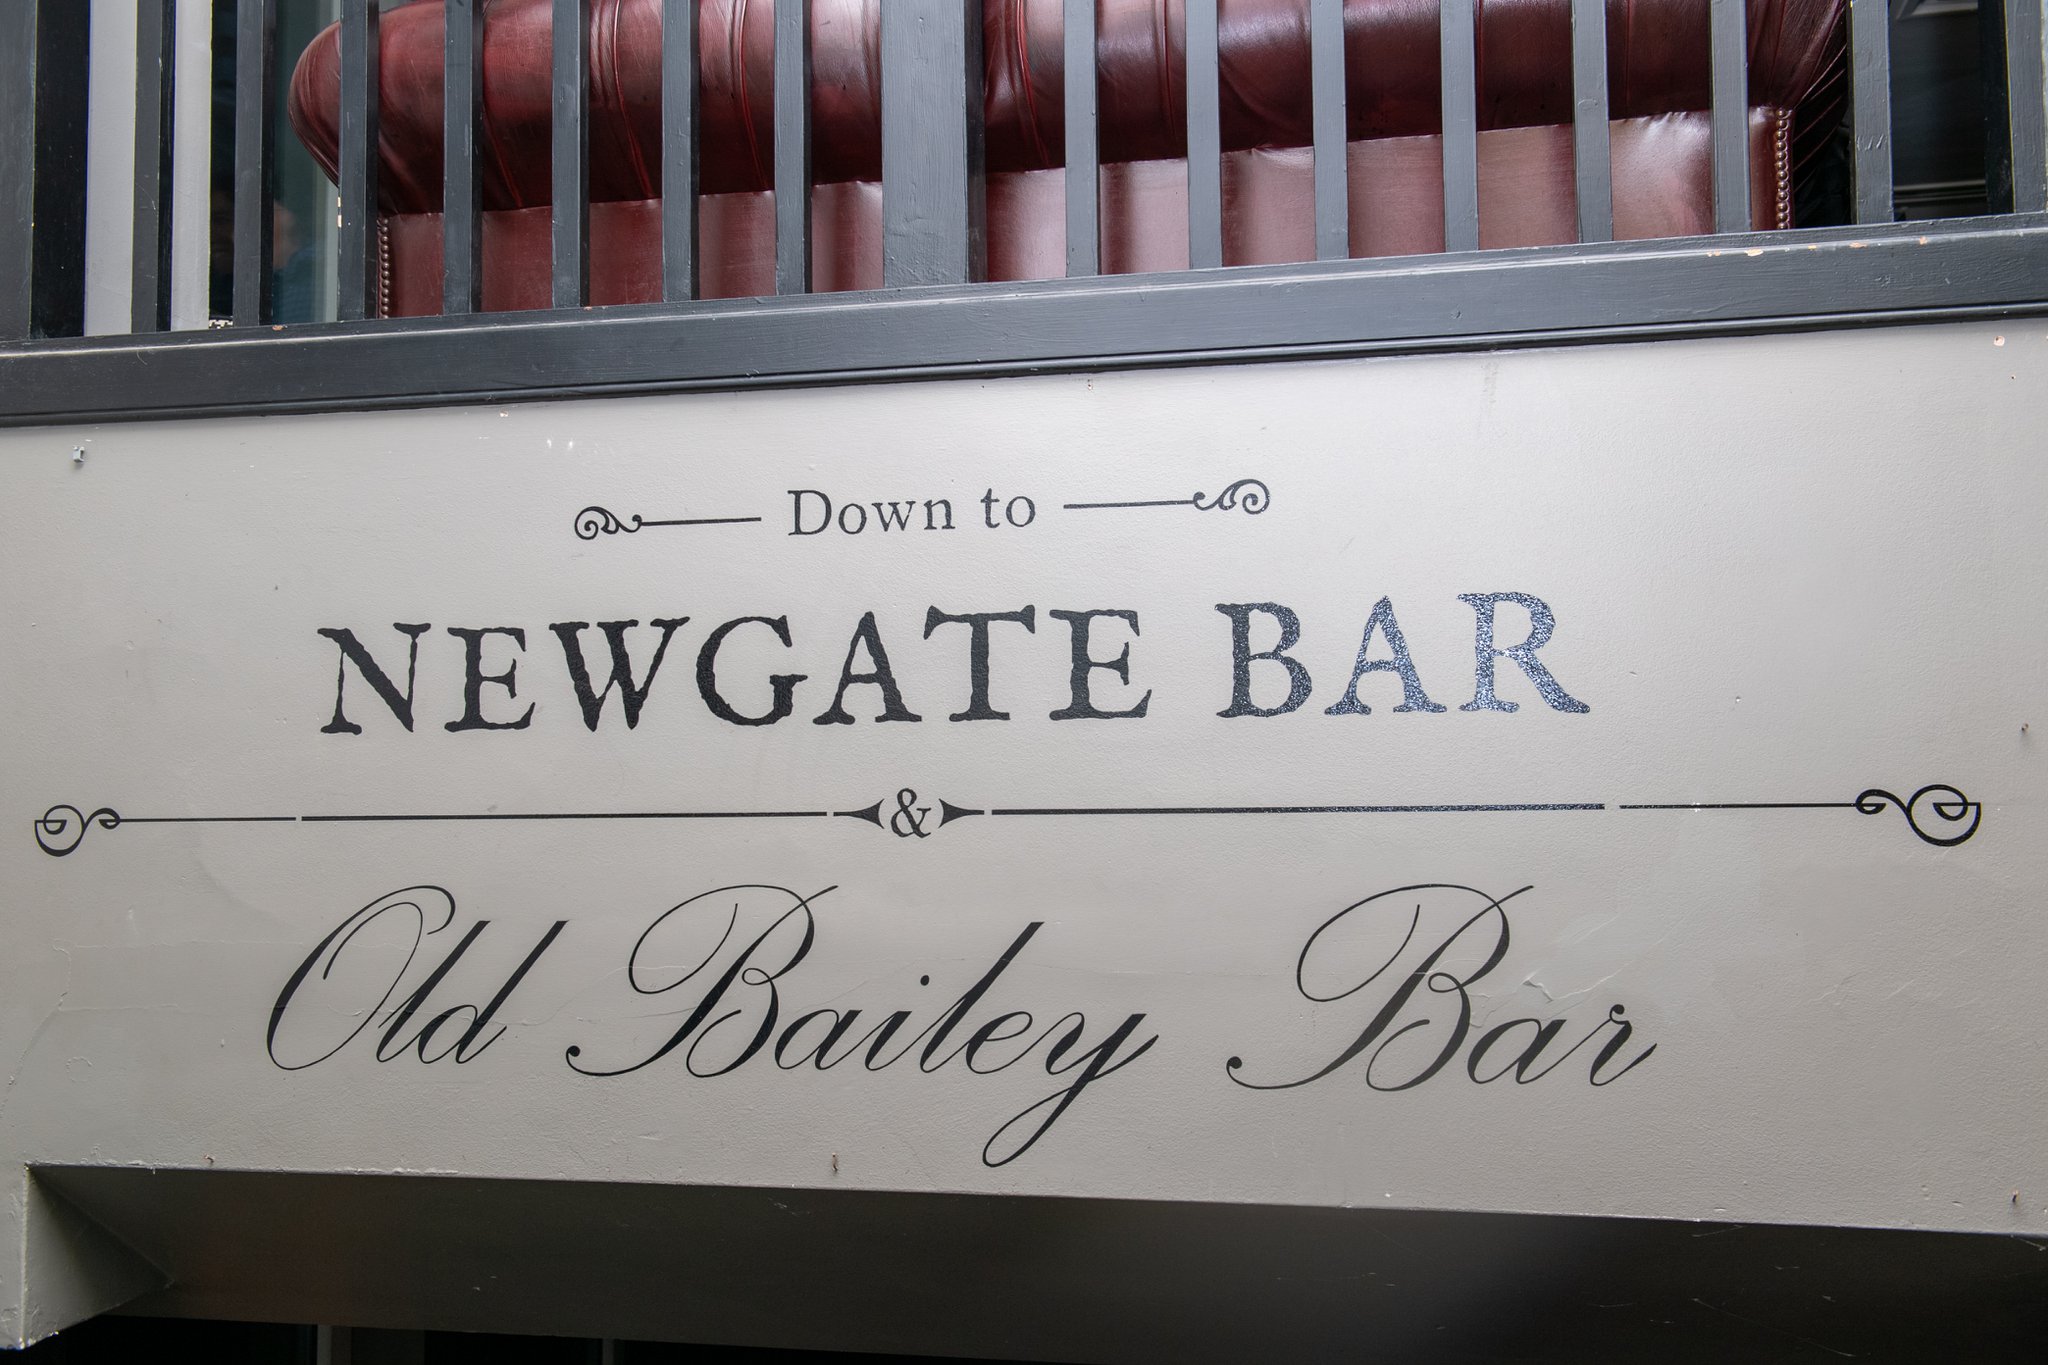 Down to
NEWGATE BAR
&
Old Bailey Bar